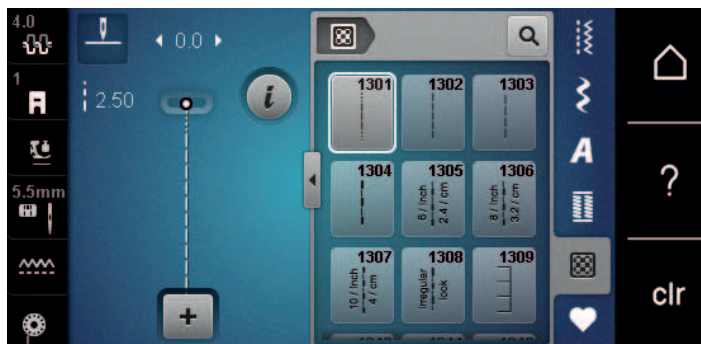 4.0
1
5.5mm
0.0
2.50
i
1301
1302
1303
1304
1305
6 / Inch
2.4 / cm
1306
8 / Inch
3.2 / cm
1307
10 / Inch
4 / cm
1308
Irregular
look
1309
+
A
?
clr